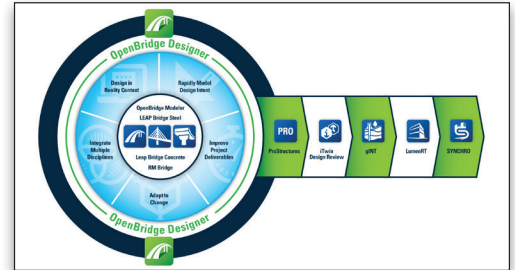 OpenBridge Designer
Design in
Reality Context
Rapidly Model
Design Intent
OpenBridge Modeler
LEAP Bridge Steel
Integrate
Multiple
Disciplines
Improve
Project
Deliverables
Leap Bridge Concrete
RM Bridge
Adapt to
Change
OpenBridge Designer
PRO
ProStructures
iTwin
Design Review
gINT
LumenRT
SYNCHRO